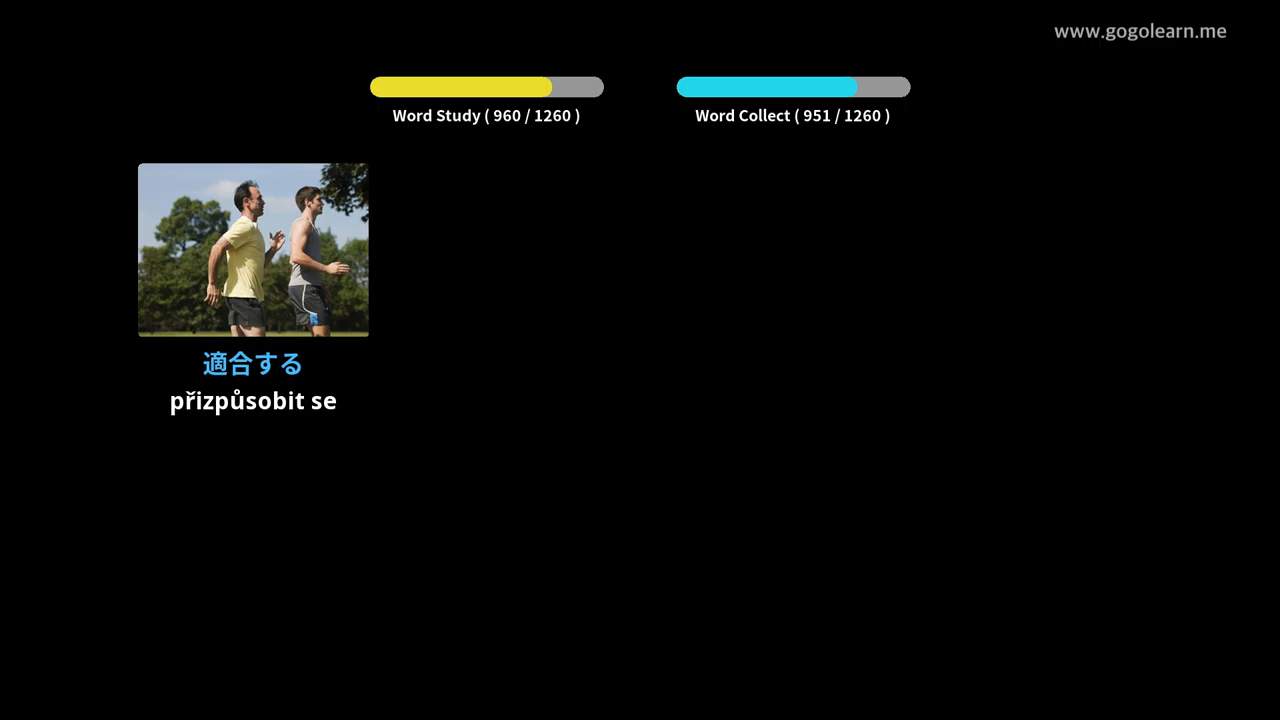 www.gogolearn.me
Word Study ( 960 / 1260 )
Word Collect ( 951 / 1260 )
適合する
přizpůsobit se